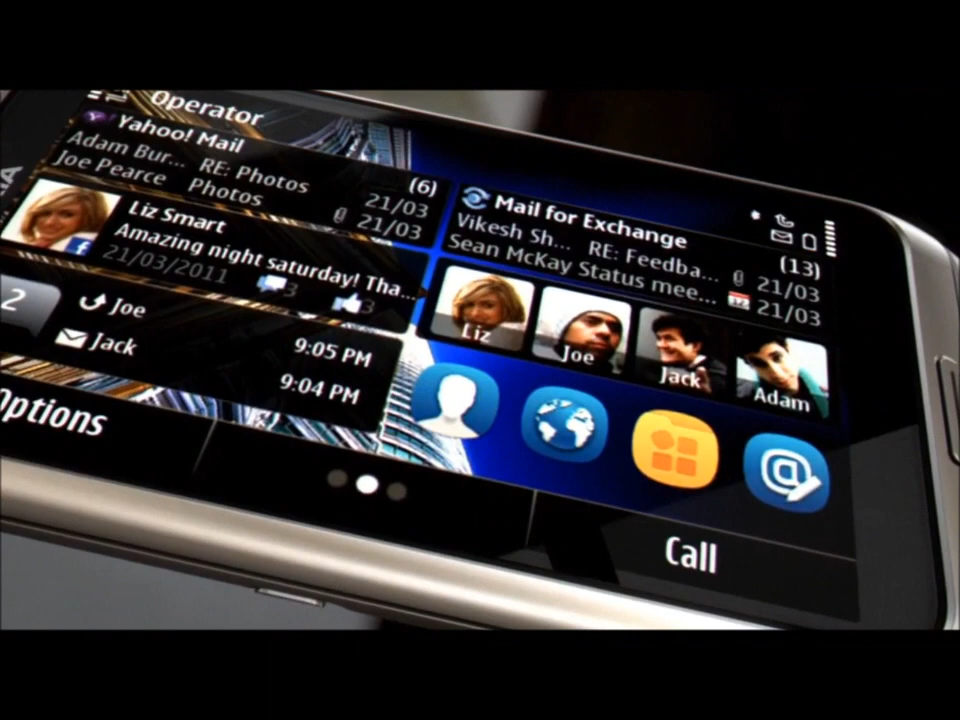 Operator
Yahoo! Mail
(6)
Adam Bur... RE: Photos
21/03
Joe Pearce Photos
21/03
Liz Smart
Amazing night saturday! Tha...
21/03/2011
3
3
2
Joe
9:05 PM
Jack
9:04 PM
Options
Mail for Exchange
(13)
Vikesh Sh... RE: Feedba...
21/03
Sean McKay Status mee...
21/03
Liz
Joe
Jack
Adam
Call